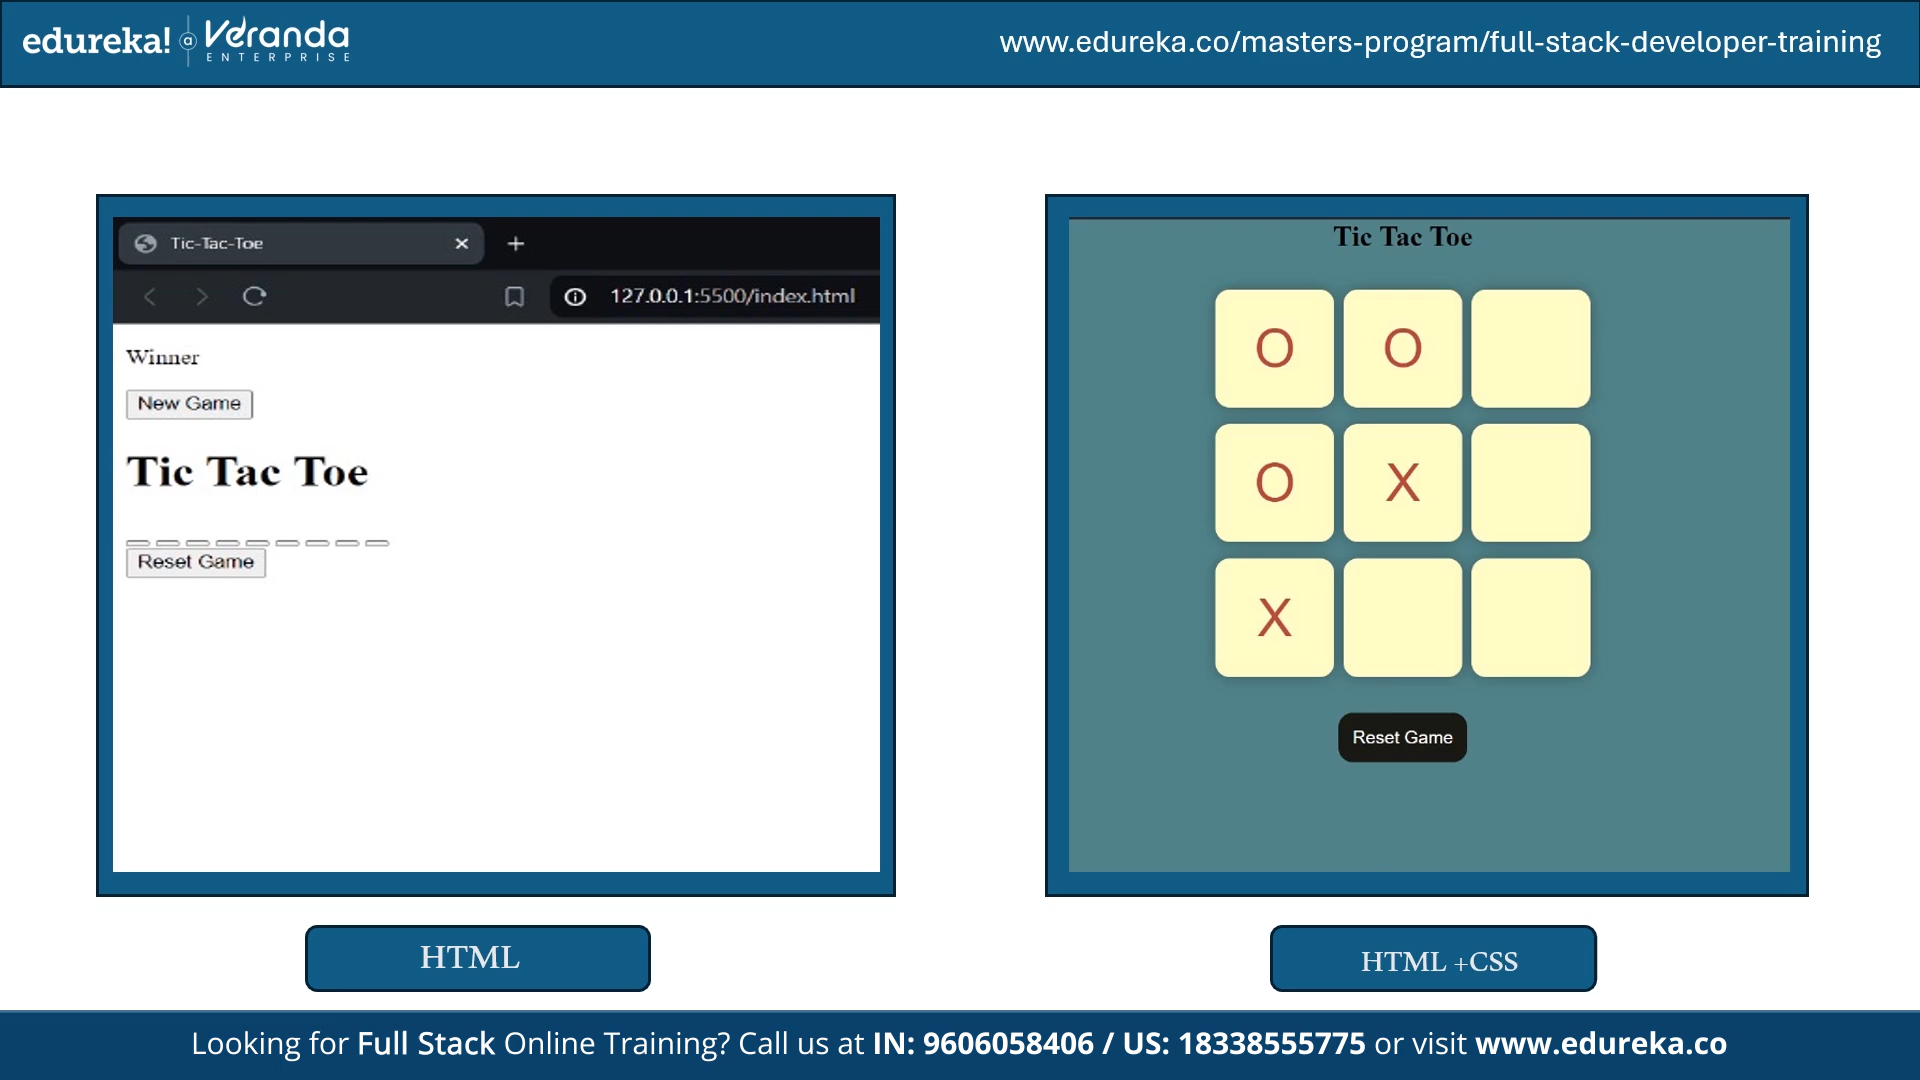 edureka! a Veranda
ENTERPRISE
www.edureka.co/masters-program/full-stack-developer-training
Tic-Tac-Toe
127.0.0.1:5500/index.html
Winner
New Game
Tic Tac Toe
Reset Game
HTML
Tic Tac Toe
O O
O X
X
Reset Game
HTML +CSS
Looking for Full Stack Online Training? Call us at IN: 9606058406 / US: 18338555775 or visit www.edureka.co